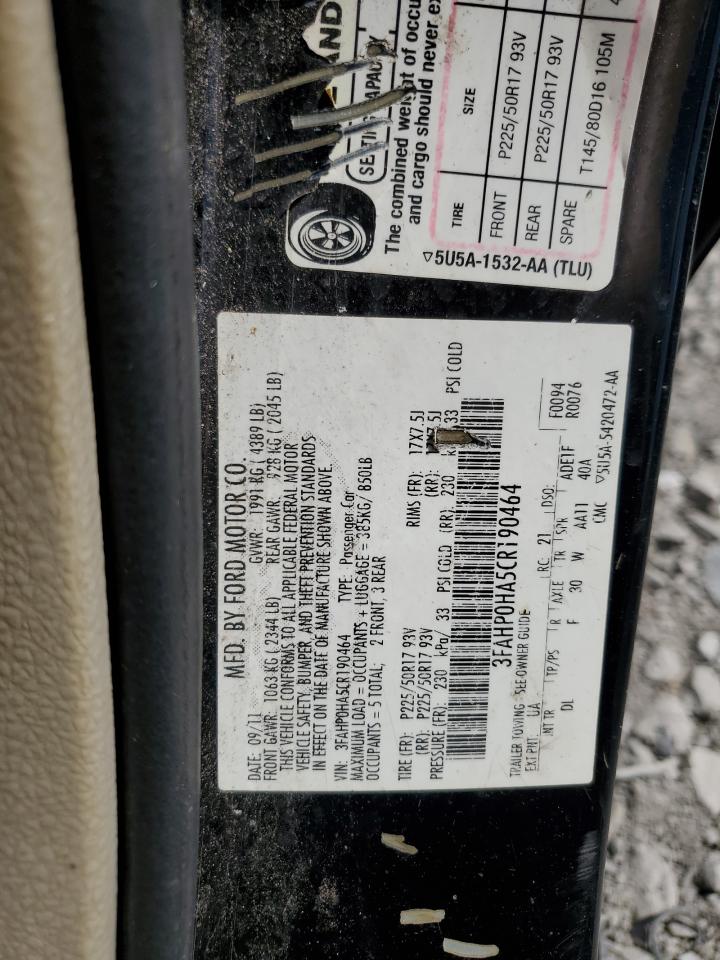 MFD. BY FORD MOTOR CO.
DATE: 09/11 GVWR: 1991 KG ( 4389 LB)
FRONT GAWR: 1063 KG ( 2344 LB) REAR GAWR: 928 KG ( 2045 LB)
THIS VEHICLE CONFORMS TO ALL APPLICABLE FEDERAL MOTOR
VEHICLE SAFETY, BUMPER, AND THEFT PREVENTION STANDARDS
IN EFFECT ON THE DATE OF MANUFACTURE SHOWN ABOVE.
VIN: 3FAHP0HA5CR190464 TYPE: Passenger Car
MAXIMUM LOAD = OCCUPANTS + LUGGAGE = 385KG/ 850LB
OCCUPANTS = 5 TOTAL; 2 FRONT, 3 REAR
TIRE (FR): P225/50R17 93V RIMS (FR): 17X7.5J
(RR): P225/50R17 93V (RR):
PRESSURE (FR): 230 kPa/ 33 PSI COLD (RR): 230 33 PSI COLD
3FAHP0HA5CR190464
TRAILER TOWING - SEE OWNER GUIDE
EXT PNT: UA RC: 21 DSO: F0094
INT TR TP/PS R AXLE TR SPR R0076
DL F 30 W AA11 ADE1F
40A
CMC ▽5U5A-5420472-AA
AND
SEATING CAPACITY
The combined weight of occu
and cargo should never ex
TIRE SIZE
FRONT P225/50R17 93V
REAR P225/50R17 93V
SPARE T145/80D16 105M 4
▽5U5A-1532-AA (TLU)